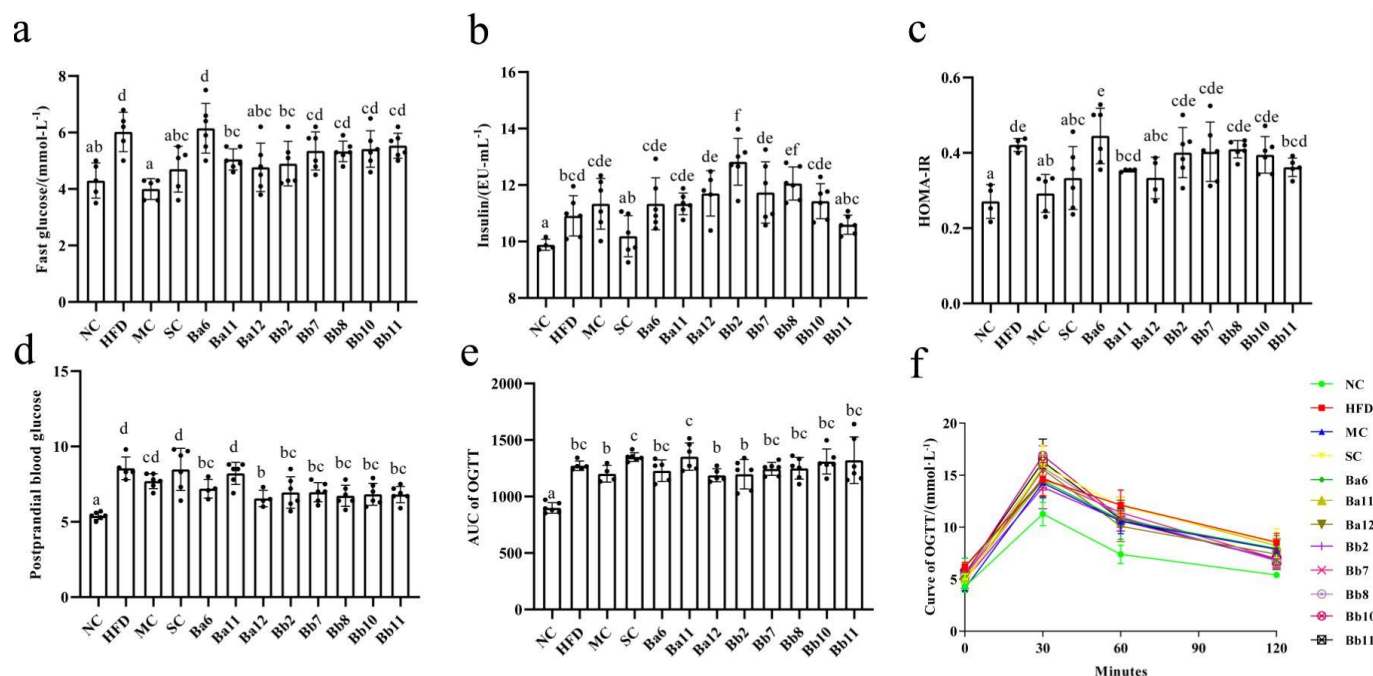 a
Fast glucose/(mmol·L⁻¹)
8
6
4
2
0
ab
d
a
abc
d
bc
abc
bc
cd
cd
cd
cd
NC
HFD
MC
SC
Ba6
Ba11
Ba12
Bb2
Bb7
Bb8
Bb10
Bb11
b
Insulin/(EU-mL⁻¹)
16
14
12
10
8
a
bcd
cde
ab
cde
cde
de
f
de
ef
cde
abc
NC
HFD
MC
SC
Ba6
Ba11
Ba12
Bb2
Bb7
Bb8
Bb10
Bb11
c
HOMA-IR
0.6
0.4
0.2
0.0
a
de
ab
abc
e
bcd
abc
cde
cde
cde
cde
bcd
NC
HFD
MC
SC
Ba6
Ba11
Ba12
Bb2
Bb7
Bb8
Bb10
Bb11
d
Postprandial blood glucose
15
10
5
0
a
d
cd
d
bc
d
b
bc
bc
bc
bc
bc
NC
HFD
MC
SC
Ba6
Ba11
Ba12
Bb2
Bb7
Bb8
Bb10
Bb11
e
AUC of OGTT
2000
1500
1000
500
0
a
bc
b
c
bc
c
b
b
bc
bc
bc
bc
NC
HFD
MC
SC
Ba6
Ba11
Ba12
Bb2
Bb7
Bb8
Bb10
Bb11
f
Curve of OGTT/(mmol·L⁻¹)
20
15
10
5
0
0
30
60
90
120
Minutes
NC
HFD
MC
SC
Ba6
Ba11
Ba12
Bb2
Bb7
Bb8
Bb10
Bb11